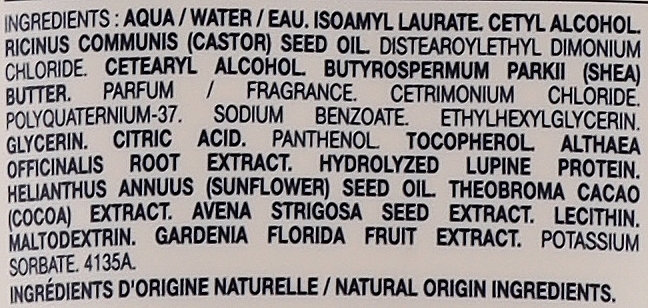 INGREDIENTS : AQUA / WATER / EAU. ISOAMYL LAURATE. CETYL ALCOHOL.
RICINUS COMMUNIS (CASTOR) SEED OIL. DISTEAROYLETHYL DIMONIUM
CHLORIDE. CETEARYL ALCOHOL. BUTYROSPERMUM PARKII (SHEA)
BUTTER. PARFUM / FRAGRANCE. CETRIMONIUM CHLORIDE.
POLYQUATERNIUM-37. SODIUM BENZOATE. ETHYLHEXYLGLYCERIN.
GLYCERIN. CITRIC ACID. PANTHENOL. TOCOPHEROL. ALTHAEA
OFFICINALIS ROOT EXTRACT. HYDROLYZED LUPINE PROTEIN.
HELIANTHUS ANNUUS (SUNFLOWER) SEED OIL. THEOBROMA CACAO
(COCOA) EXTRACT. AVENA STRIGOSA SEED EXTRACT. LECITHIN.
MALTODEXTRIN. GARDENIA FLORIDA FRUIT EXTRACT. POTASSIUM
SORBATE. 4135A.
INGRÉDIENTS D'ORIGINE NATURELLE / NATURAL ORIGIN INGREDIENTS.